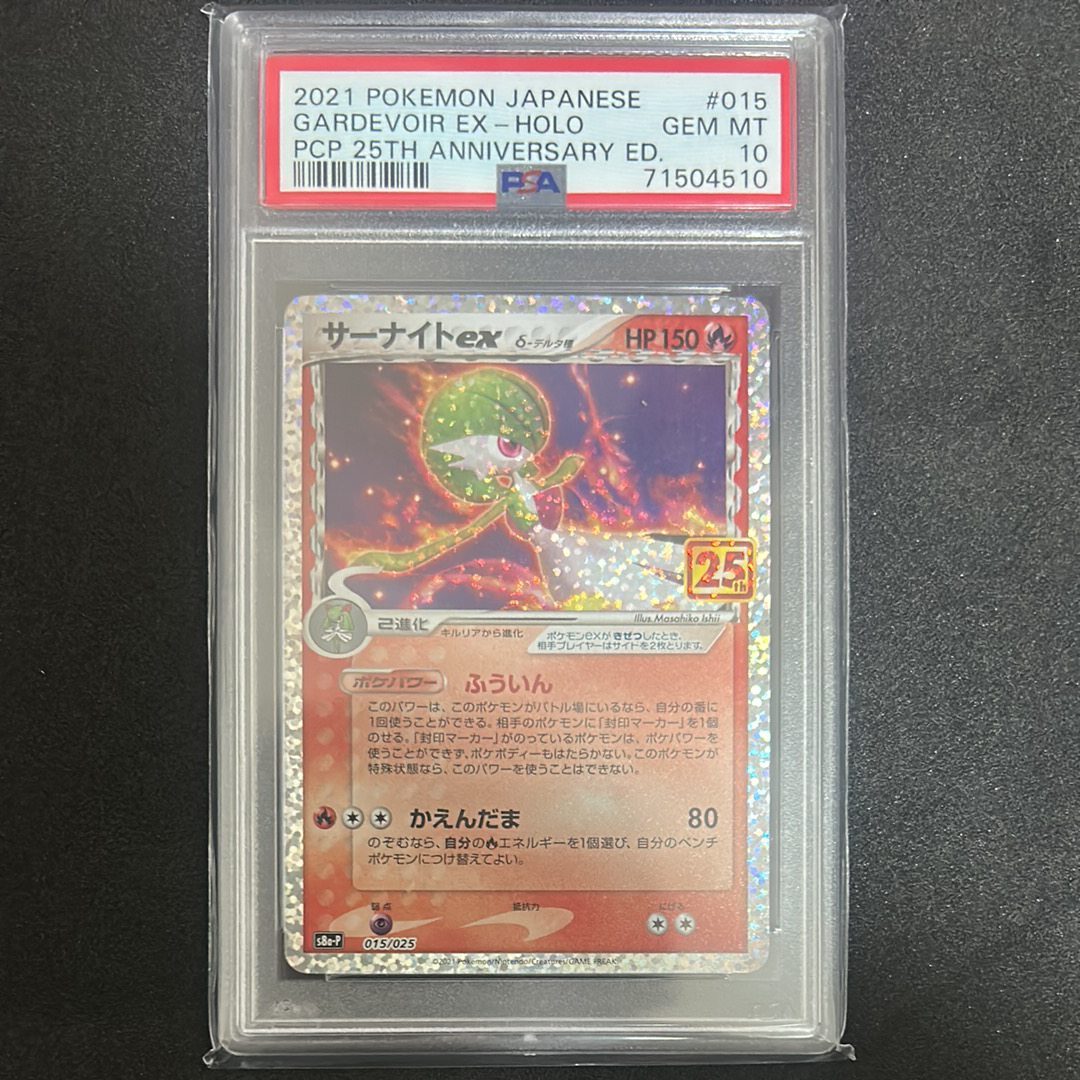 2021 POKEMON JAPANESE #015
GARDEVOIR EX-HOLO GEM MT
PCP 25TH ANNIVERSARY ED. 10
PSA 71504510
サーナイトex δ-デルタ種 HP150
25th
2進化 キルリアから進化
Illus.Masahiko Ishii
ポケモンexがきぜつしたとき、
相手プレイヤーはサイドを2枚とります。
ポケパワー ふういん
このパワーは、このポケモンがバトル場にいるなら、自分の番に
1回使うことができる。相手のポケモンに「封印マーカー」を1個
のせる。「封印マーカー」がのっているポケモンは、ポケパワーを
使うことができず、ポケボディーもはたらかない。このポケモンが
特殊状態なら、このパワーを使うことはできない。
かえんだま 80
のぞむなら、自分のエネルギーを1個選び、自分のベンチ
ポケモンにつけ替えてよい。
弱点 抵抗力 にげる
s8a-P 015/025
©2021 Pokémon/Nintendo/Creatures/GAME FREAK.